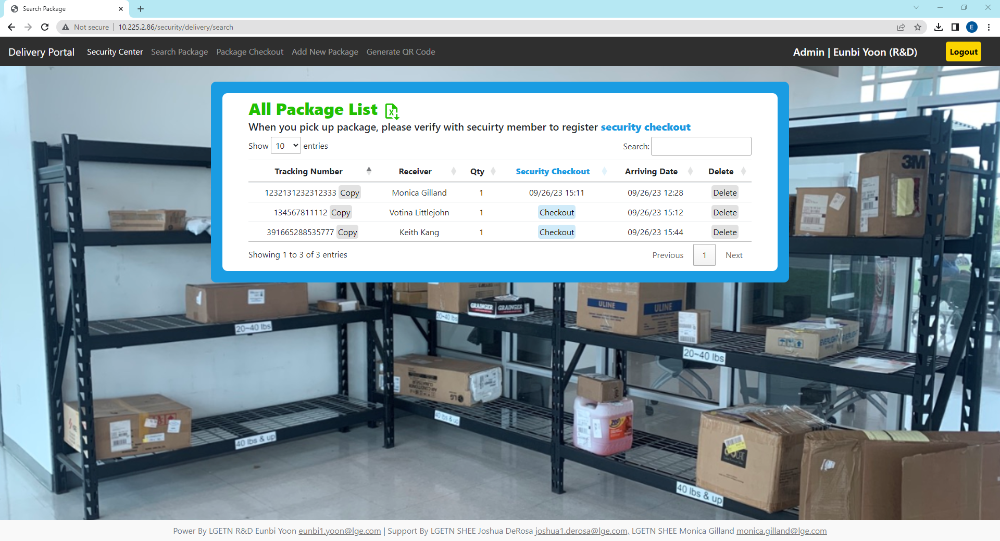 Search Package
Not secure 10.225.2.86/security/delivery/search
E
Delivery Portal Security Center Search Package Package Checkout Add New Package Generate QR Code Admin | Eunbi Yoon (R&D) Logout
All Package List
When you pick up package, please verify with secuirty member to register security checkout
Show 10 entries Search:
Tracking Number Receiver Qty Security Checkout Arriving Date Delete
1232131232312333 Copy Monica Gilland 1 09/26/23 15:11 09/26/23 12:28 Delete
134567811112 Copy Votina Littlejohn 1 Checkout 09/26/23 15:12 Delete
391665288535777 Copy Keith Kang 1 Checkout 09/26/23 15:44 Delete
Showing 1 to 3 of 3 entries Previous 1 Next
3M
GRAINGER GRAINGER
ULINE ULINE
20~40 lbs
20~40 lbs
20~40 lbs
EVERLIGHT
AIR CONDITIONER
LG
zep
40 lbs & up
40 lbs & up
40 lbs & up
Power By LGETN R&D Eunbi Yoon eunbi1.yoon@lge.com | Support By LGETN SHEE Joshua DeRosa joshua1.derosa@lge.com, LGETN SHEE Monica Gilland monica.gilland@lge.com